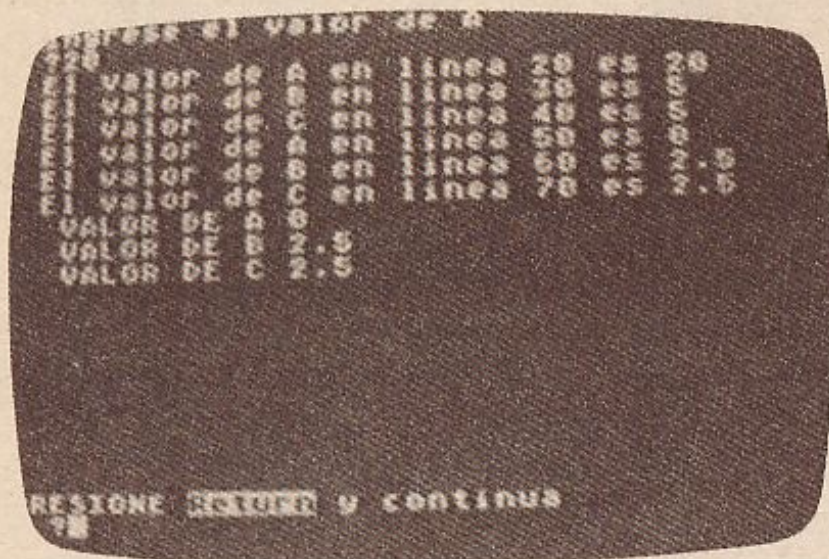 Ingrese el valor de A
?20
El valor de A en linea 20 es 20
El valor de B en linea 30 es 5
El valor de C en linea 40 es 5
El valor de A en linea 50 es 0
El valor de B en linea 60 es 2.5
El valor de C en linea 70 es 2.5
VALOR DE A 0
VALOR DE B 2.5
VALOR DE C 2.5
RESIONE Return y continua
?